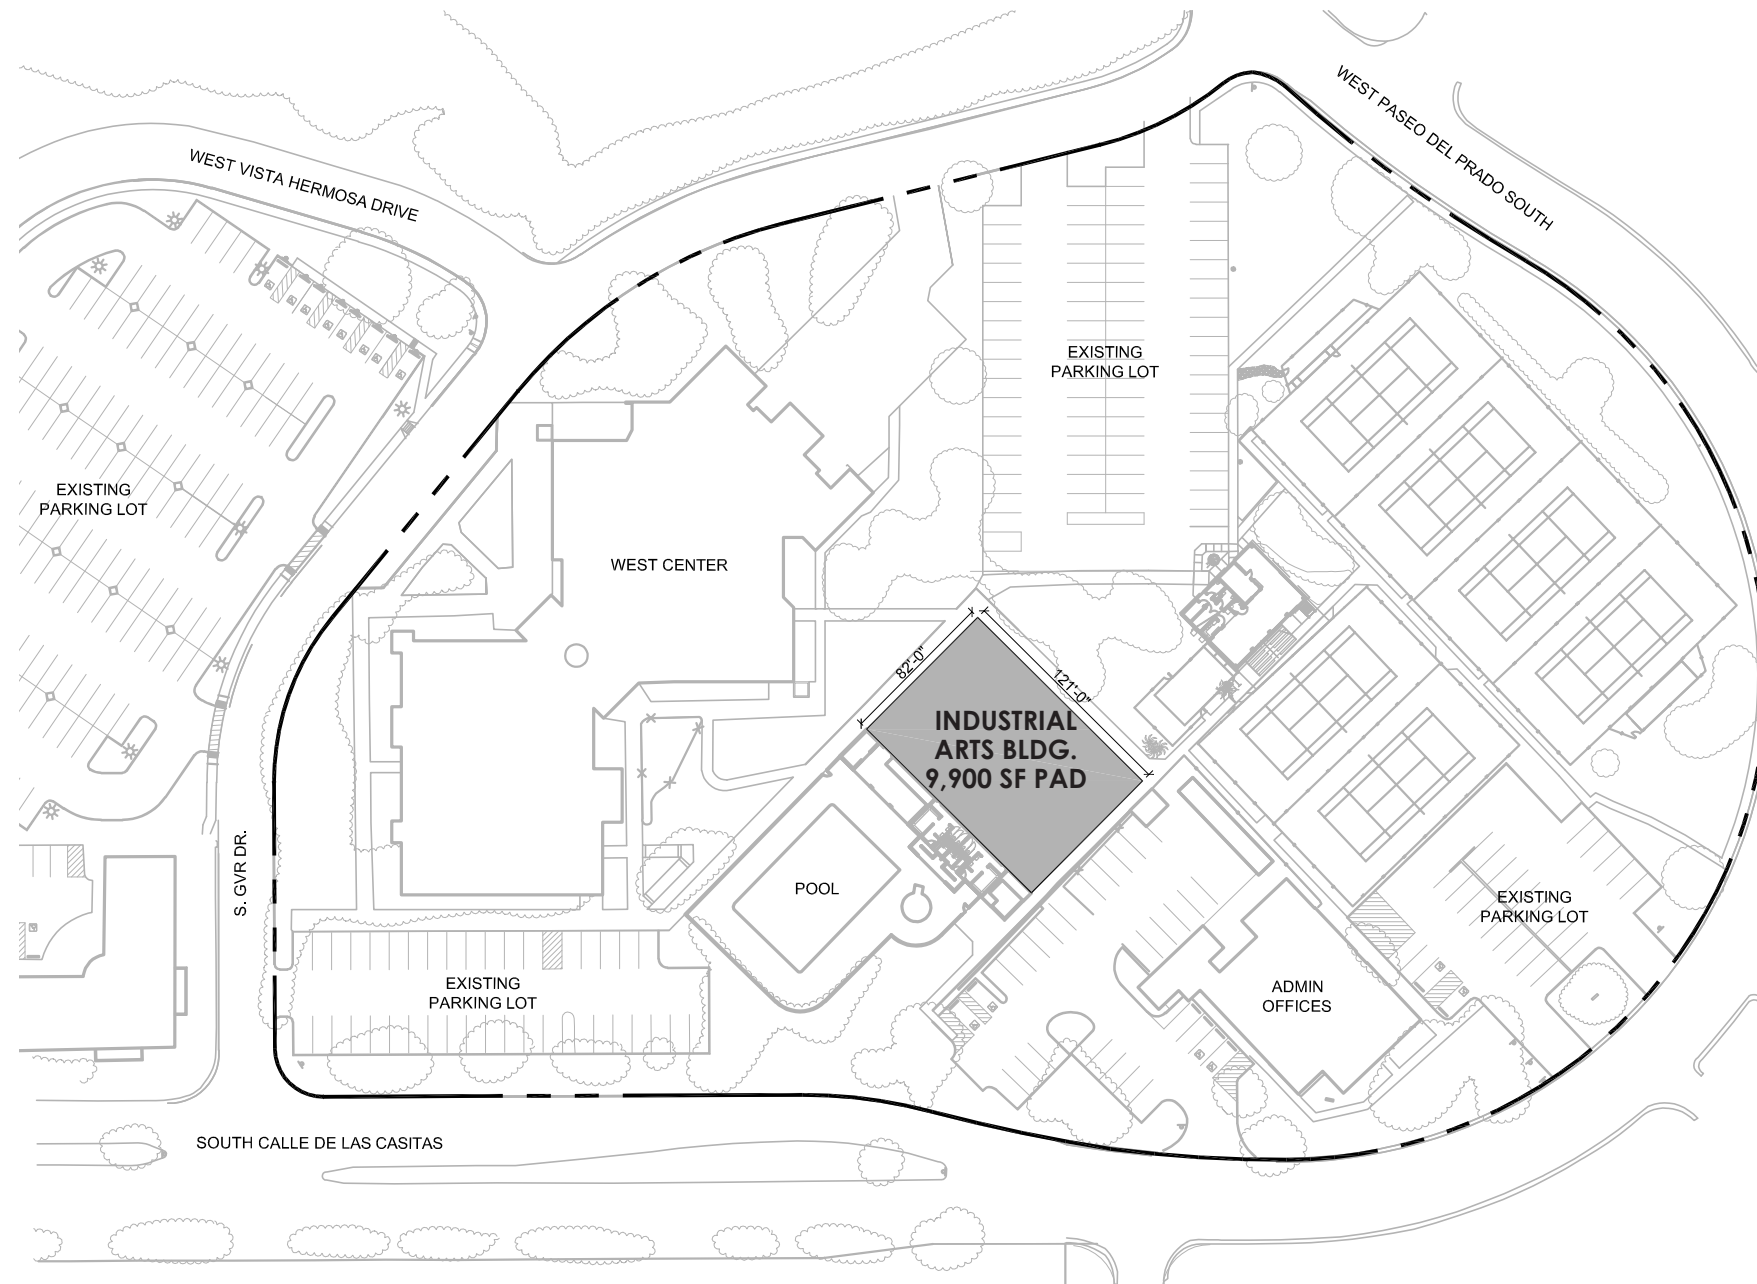 WEST PASEO DEL PRADO SOUTH
WEST VISTA HERMOSA DRIVE
EXISTING
PARKING LOT
EXISTING
PARKING LOT
WEST CENTER
82'-0"
121'-0"
INDUSTRIAL
ARTS BLDG.
9,900 SF PAD
S. GVR DR.
POOL
EXISTING
PARKING LOT
EXISTING
PARKING LOT
ADMIN
OFFICES
SOUTH CALLE DE LAS CASITAS